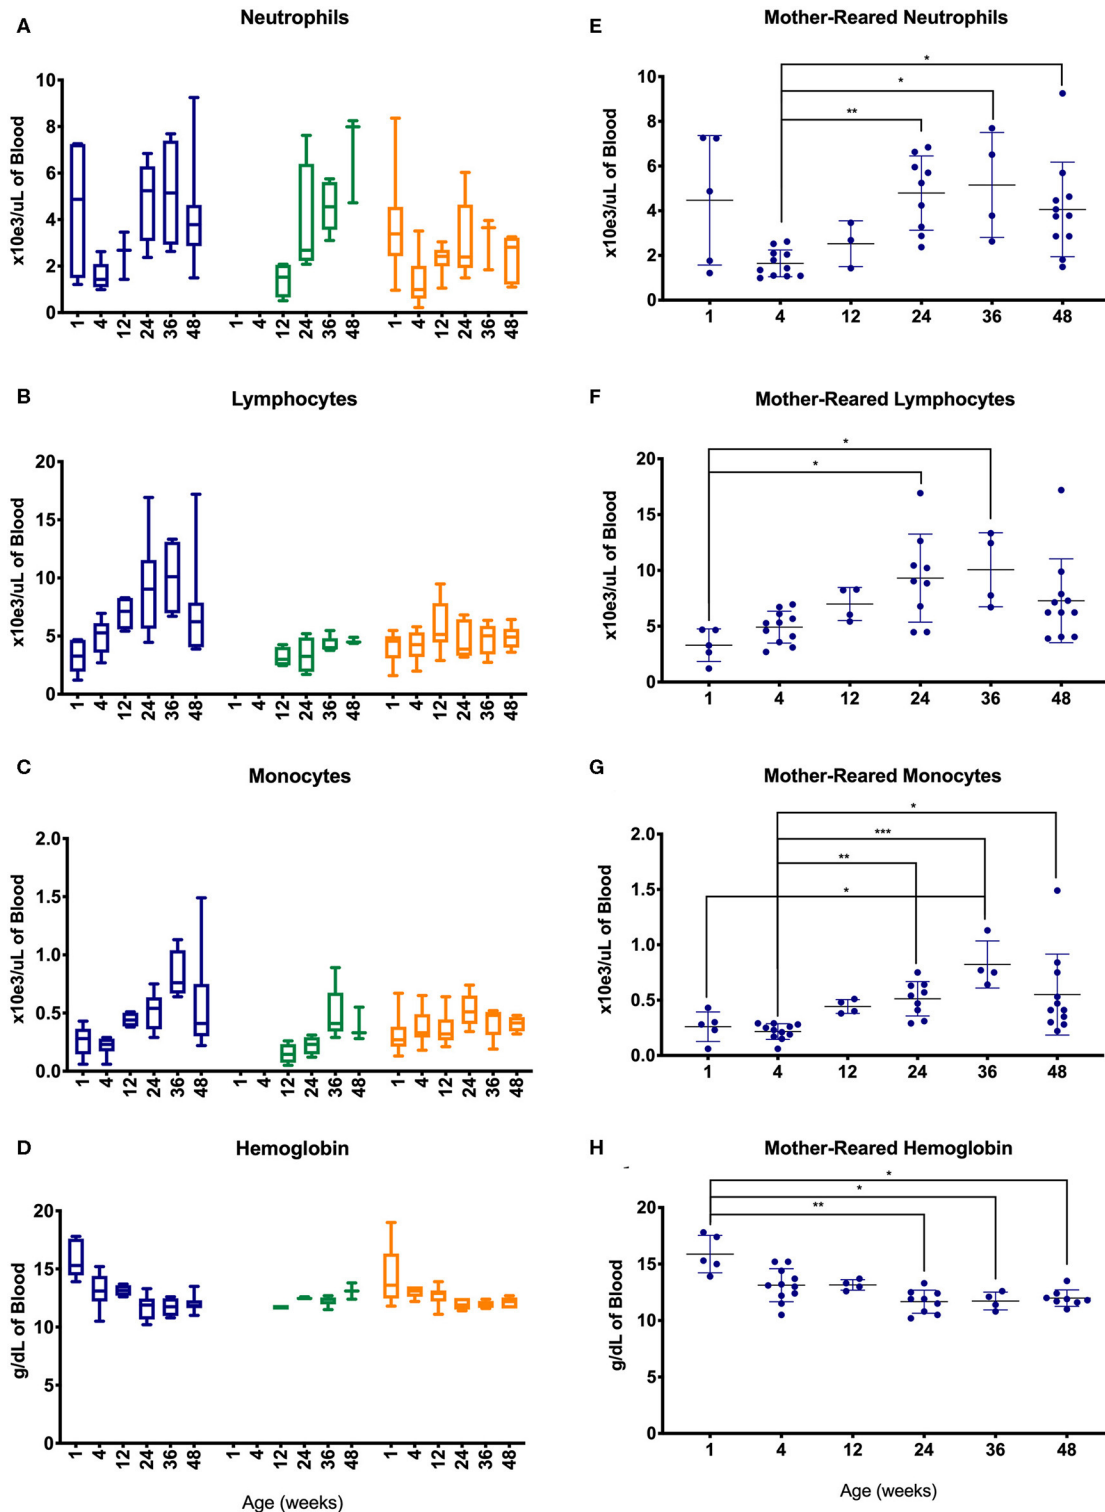 A
Neutrophils
x10e3/uL of Blood
10
8
6
4
2
0
1 4 12 24 36 48 1 4 12 24 36 48 1 4 12 24 36 48
E
Mother-Reared Neutrophils
x10e3/uL of Blood
*
*
**
10
8
6
4
2
0
1 4 12 24 36 48
B
Lymphocytes
x10e3/uL of Blood
20
15
10
5
0
1 4 12 24 36 48 1 4 12 24 36 48 1 4 12 24 36 48
F
Mother-Reared Lymphocytes
x10e3/uL of Blood
*
*
20
15
10
5
0
1 4 12 24 36 48
C
Monocytes
x10e3/uL of Blood
2.0
1.5
1.0
0.5
0.0
1 4 12 24 36 48 1 4 12 24 36 48 1 4 12 24 36 48
G
Mother-Reared Monocytes
x10e3/uL of Blood
*
***
**
*
2.0
1.5
1.0
0.5
0.0
1 4 12 24 36 48
D
Hemoglobin
g/dL of Blood
20
15
10
5
0
1 4 12 24 36 48 1 4 12 24 36 48 1 4 12 24 36 48
Age (weeks)
H
Mother-Reared Hemoglobin
g/dL of Blood
*
*
**
20
15
10
5
0
1 4 12 24 36 48
Age (weeks)